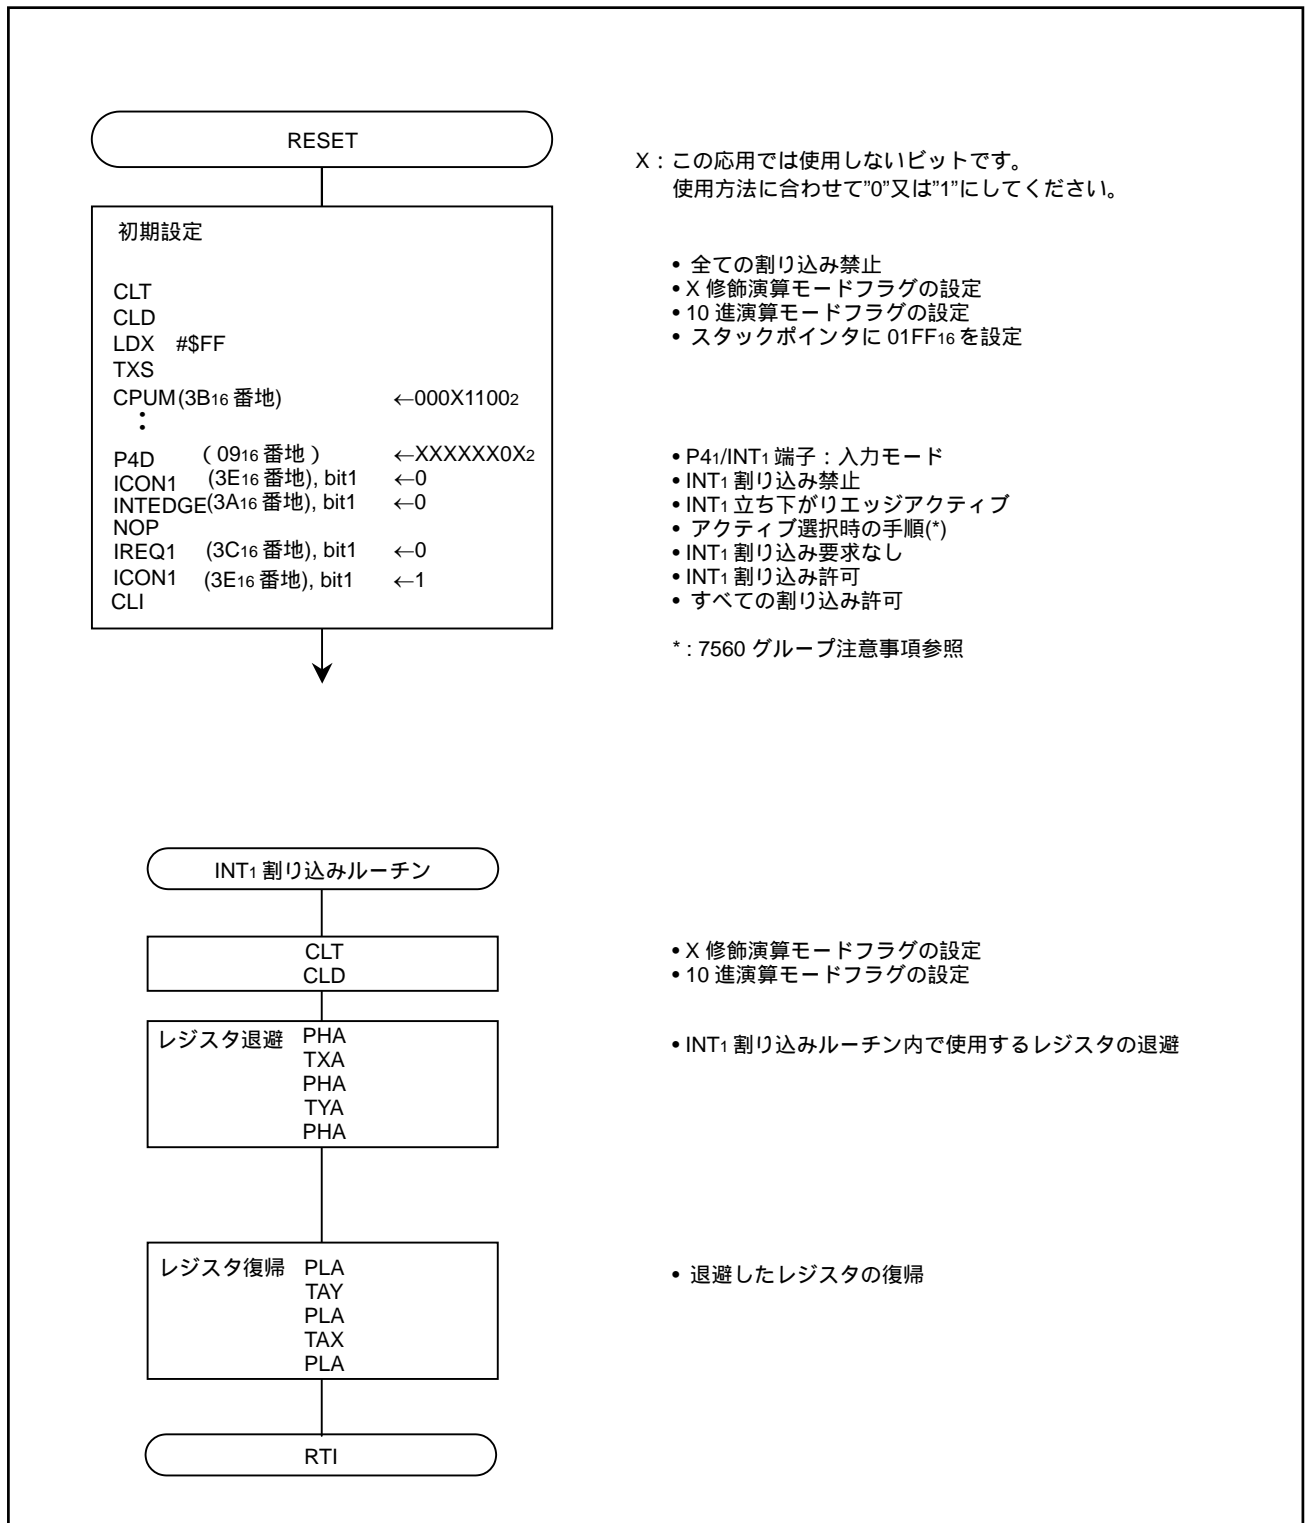 RESET
X：この応用では使用しないビットです。
使用方法に合わせて"0"又は"1"にしてください。
初期設定
• 全ての割り込み禁止
CLT • X 修飾演算モードフラグの設定
CLD • 10 進演算モードフラグの設定
LDX #$FF • スタックポインタに 01FF16 を設定
TXS
CPUM(3B16 番地) ←000X11002
:
P4D （0916 番地） ←XXXXXX0X2 • P41/INT1 端子：入力モード
ICON1 (3E16 番地), bit1 ←0 • INT1 割り込み禁止
INTEDGE(3A16 番地), bit1 ←0 • INT1 立ち下がりエッジアクティブ
NOP • アクティブ選択時の手順(*)
IREQ1 (3C16 番地), bit1 ←0 • INT1 割り込み要求なし
ICON1 (3E16 番地), bit1 ←1 • INT1 割り込み許可
CLI • すべての割り込み許可
* : 7560 グループ注意事項参照
INT1 割り込みルーチン
CLT • X 修飾演算モードフラグの設定
CLD • 10 進演算モードフラグの設定
レジスタ退避 PHA • INT1 割り込みルーチン内で使用するレジスタの退避
TXA
PHA
TYA
PHA
レジスタ復帰 PLA • 退避したレジスタの復帰
TAY
PLA
TAX
PLA
RTI